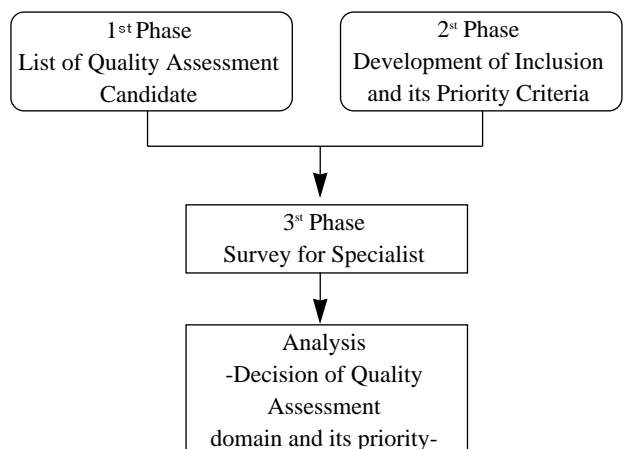 1st Phase
List of Quality Assessment
Candidate
2st Phase
Development of Inclusion
and its Priority Criteria
3st Phase
Survey for Specialist
Analysis
-Decision of Quality
Assessment
domain and its priority-